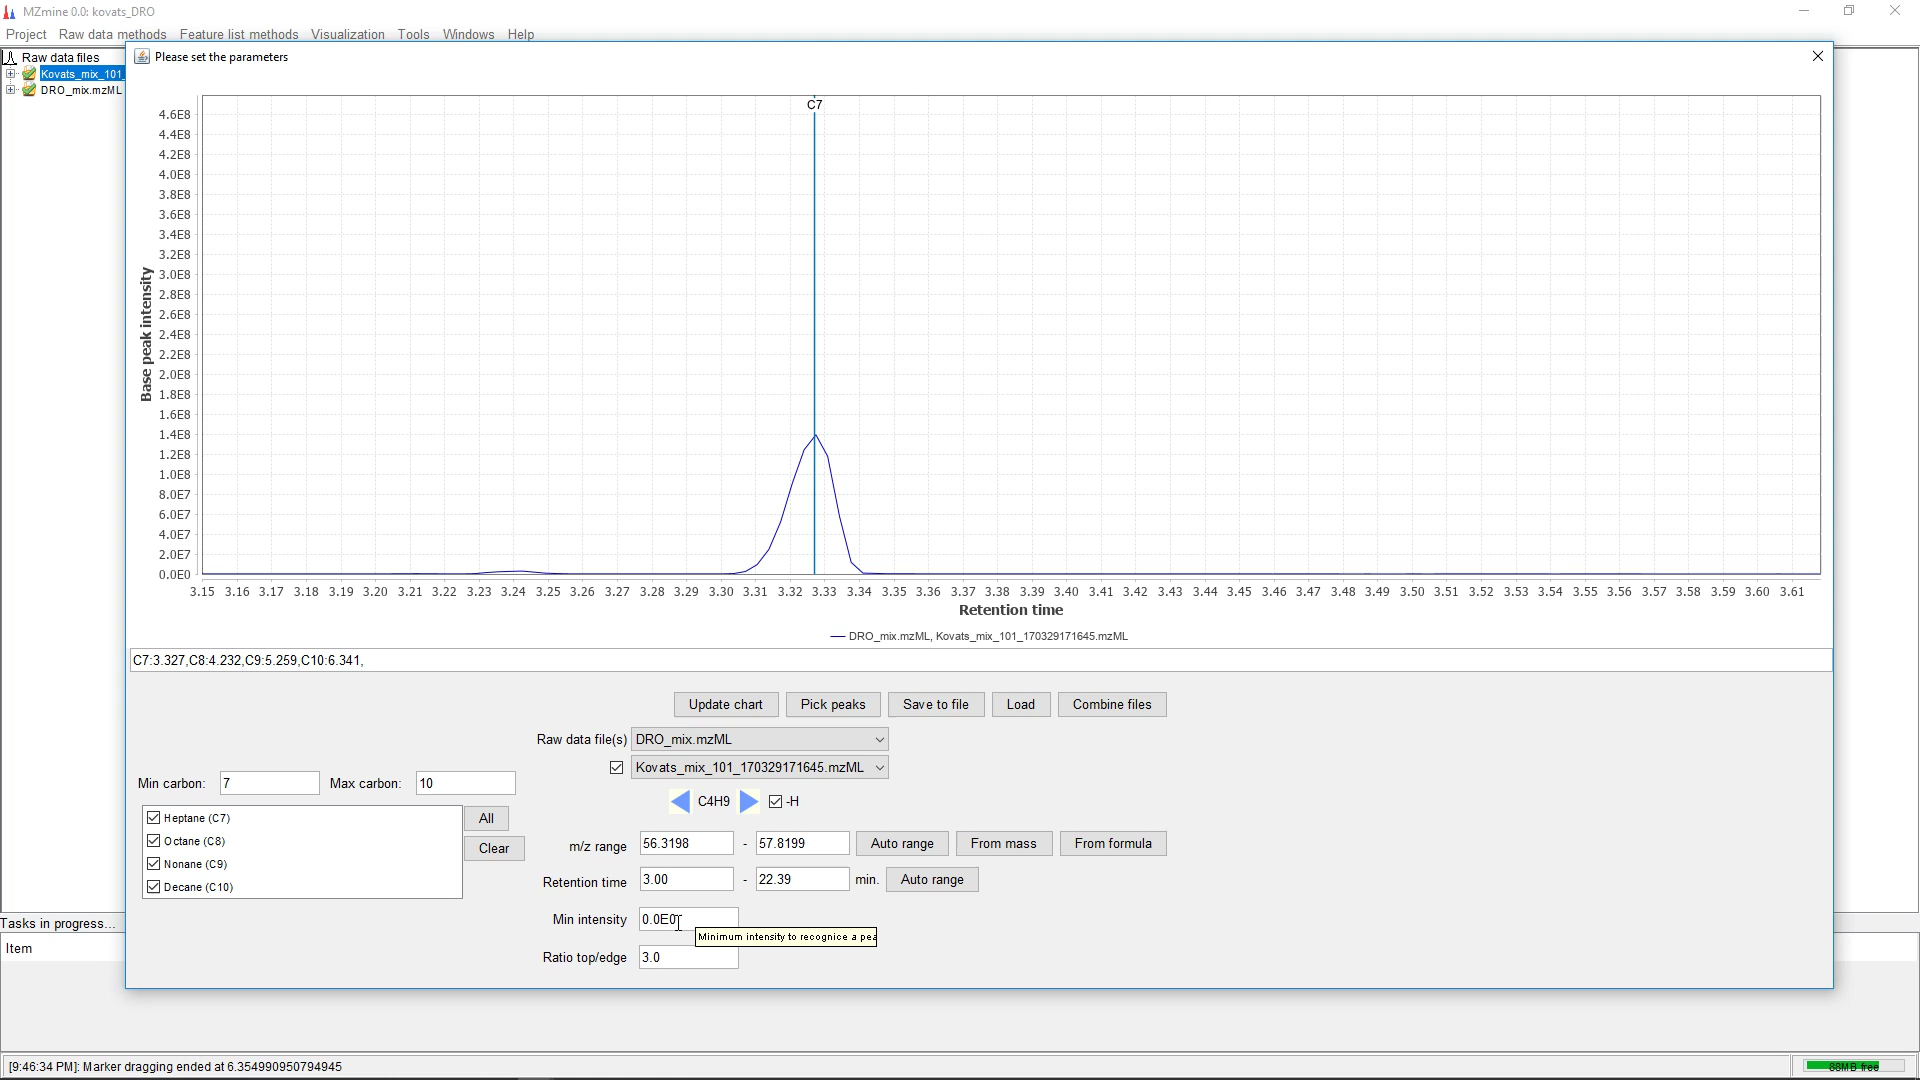 MZmine 0.0: kovats_DRO
Project Raw data methods Feature list methods Visualization Tools Windows Help
Raw data files
Kovats_mix_101_
DRO_mix.mzML
Please set the parameters
C7
4.6E8
4.4E8
4.2E8
4.0E8
3.8E8
3.6E8
3.4E8
3.2E8
3.0E8
2.8E8
2.6E8
2.4E8
2.2E8
2.0E8
1.8E8
1.6E8
1.4E8
1.2E8
1.0E8
8.0E7
6.0E7
4.0E7
2.0E7
0.0E0
Base peak intensity
3.15 3.16 3.17 3.18 3.19 3.20 3.21 3.22 3.23 3.24 3.25 3.26 3.27 3.28 3.29 3.30 3.31 3.32 3.33 3.34 3.35 3.36 3.37 3.38 3.39 3.40 3.41 3.42 3.43 3.44 3.45 3.46 3.47 3.48 3.49 3.50 3.51 3.52 3.53 3.54 3.55 3.56 3.57 3.58 3.59 3.60 3.61
Retention time
DRO_mix.mzML, Kovats_mix_101_170329171645.mzML
C7:3.327,C8:4.232,C9:5.259,C10:6.341,
Update chart Pick peaks Save to file Load Combine files
Raw data file(s) DRO_mix.mzML
Kovats_mix_101_170329171645.mzML
Min carbon: 7 Max carbon: 10
C4H9 -H
Heptane (C7) All
Octane (C8)
Clear
Nonane (C9)
Decane (C10)
m/z range 56.3198 - 57.8199 Auto range From mass From formula
Retention time 3.00 - 22.39 min. Auto range
Min intensity 0.0E0
Minimum intensity to recognice a pea
Ratio top/edge 3.0
Tasks in progress...
Item
[9:46:34 PM]: Marker dragging ended at 6.354990950794945
88MB free